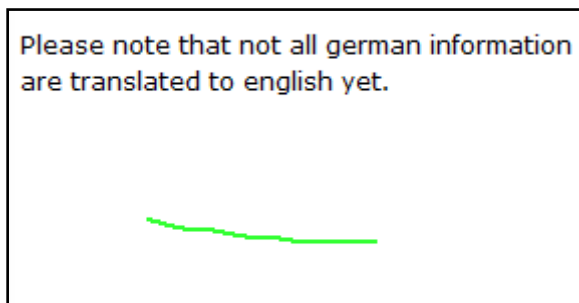 Please note that not all german information
are translated to english yet.